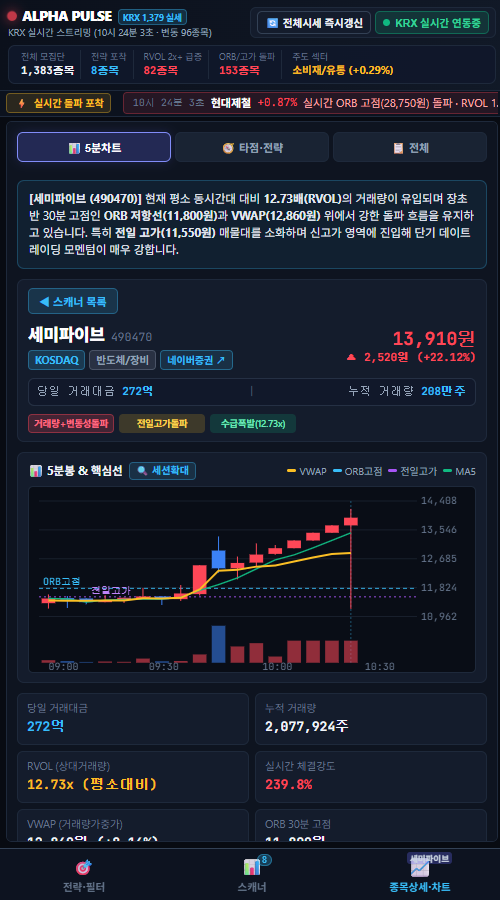 ALPHA PULSE KRX 1,379 실세
KRX 실시간 스트리밍 (10시 24분 3초 · 변동 96종목)
전체시세 즉시갱신
KRX 실시간 연동중
전체 모집단 전략 포착 RVOL 2x+ 급증 ORB/고가 돌파 주도 섹터
1,383종목 8종목 82종목 153종목 소비재/유통 (+0.29%)
실시간 돌파 포착
10시 24분 3초 현대제철 +0.87% 실시간 ORB 고점(28,750원) 돌파 · RVOL 1.
5분차트
타점·전략
전체
[세미파이브 (490470)] 현재 평소 동시간대 대비 12.73배(RVOL)의 거래량이 유입되며 장초
반 30분 고점인 ORB 저항선(11,800원)과 VWAP(12,860원) 위에서 강한 돌파 흐름을 유지하
고 있습니다. 특히 전일 고가(11,550원) 매물대를 소화하며 신고가 영역에 진입해 단기 데이트
레이딩 모멘텀이 매우 강합니다.
◀ 스캐너 목록
세미파이브 490470
13,910원
KOSDAQ 반도체/장비 네이버증권 ↗
▲ 2,520원 (+22.12%)
당일 거래대금 272억 | 누적 거래량 208만주
거래량+변동성돌파 전일고가돌파 수급폭발(12.73x)
5분봉 & 핵심선 세션확대
VWAP ORB고점 전일고가 MA5
14,408
13,546
12,685
11,824
10,962
ORB고점
전일고가
09:00 09:30 10:00 10:30
당일 거래대금
272억
누적 거래량
2,077,924주
RVOL (상대거래량)
12.73x (평소대비)
실시간 체결강도
239.8%
VWAP (거래량가중가)
ORB 30분 고점
전략·필터
8
스캐너
세미파이브
종목상세·차트